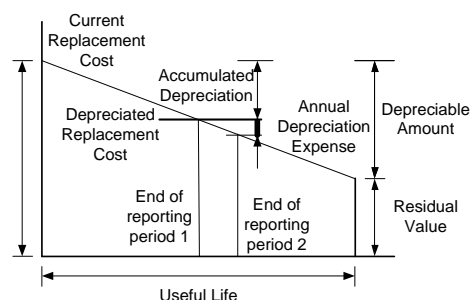 Current
Replacement
Cost
Accumulated
Depreciation
Depreciated
Replacement
Cost
Annual
Depreciation
Expense
Depreciable
Amount
End of
reporting
period 1
End of
reporting
period 2
Residual
Value
Useful Life